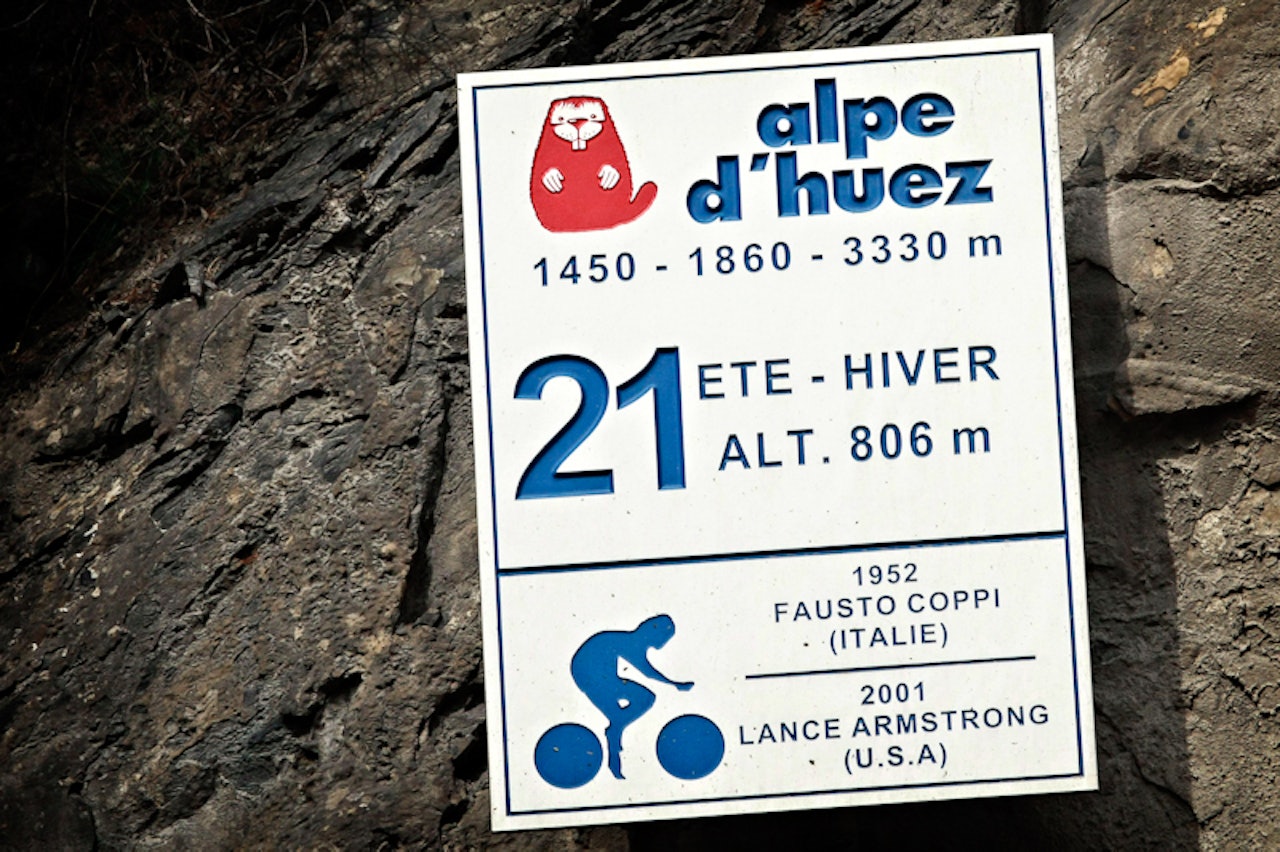 alpe
d'huez
1450 - 1860 - 3330 m
21 ETE - HIVER
ALT. 806 m
1952
FAUSTO COPPI
(ITALIE)
2001
LANCE ARMSTRONG
(U.S.A)